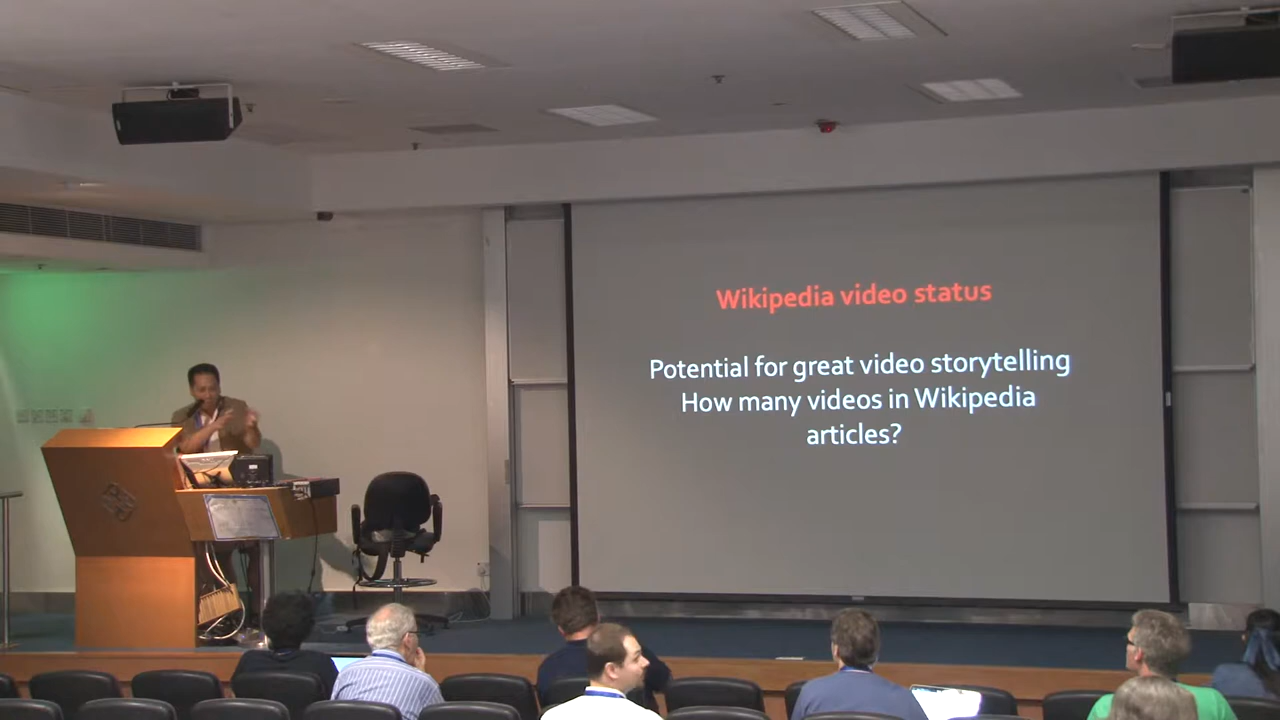 Wikipedia video status
Potential for great video storytelling
How many videos in Wikipedia
articles?